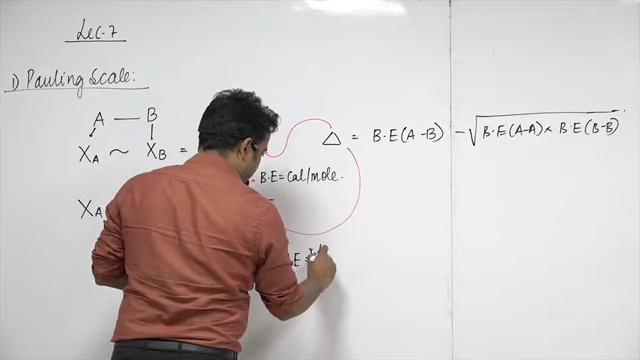 Lec-7
1) Pauling Scale:
A — B
X_A ~ X_B =
△ = B.E(A-B) - √B.E(A-A) × B.E(B-B)
B.E = Cal/mole.
X_A